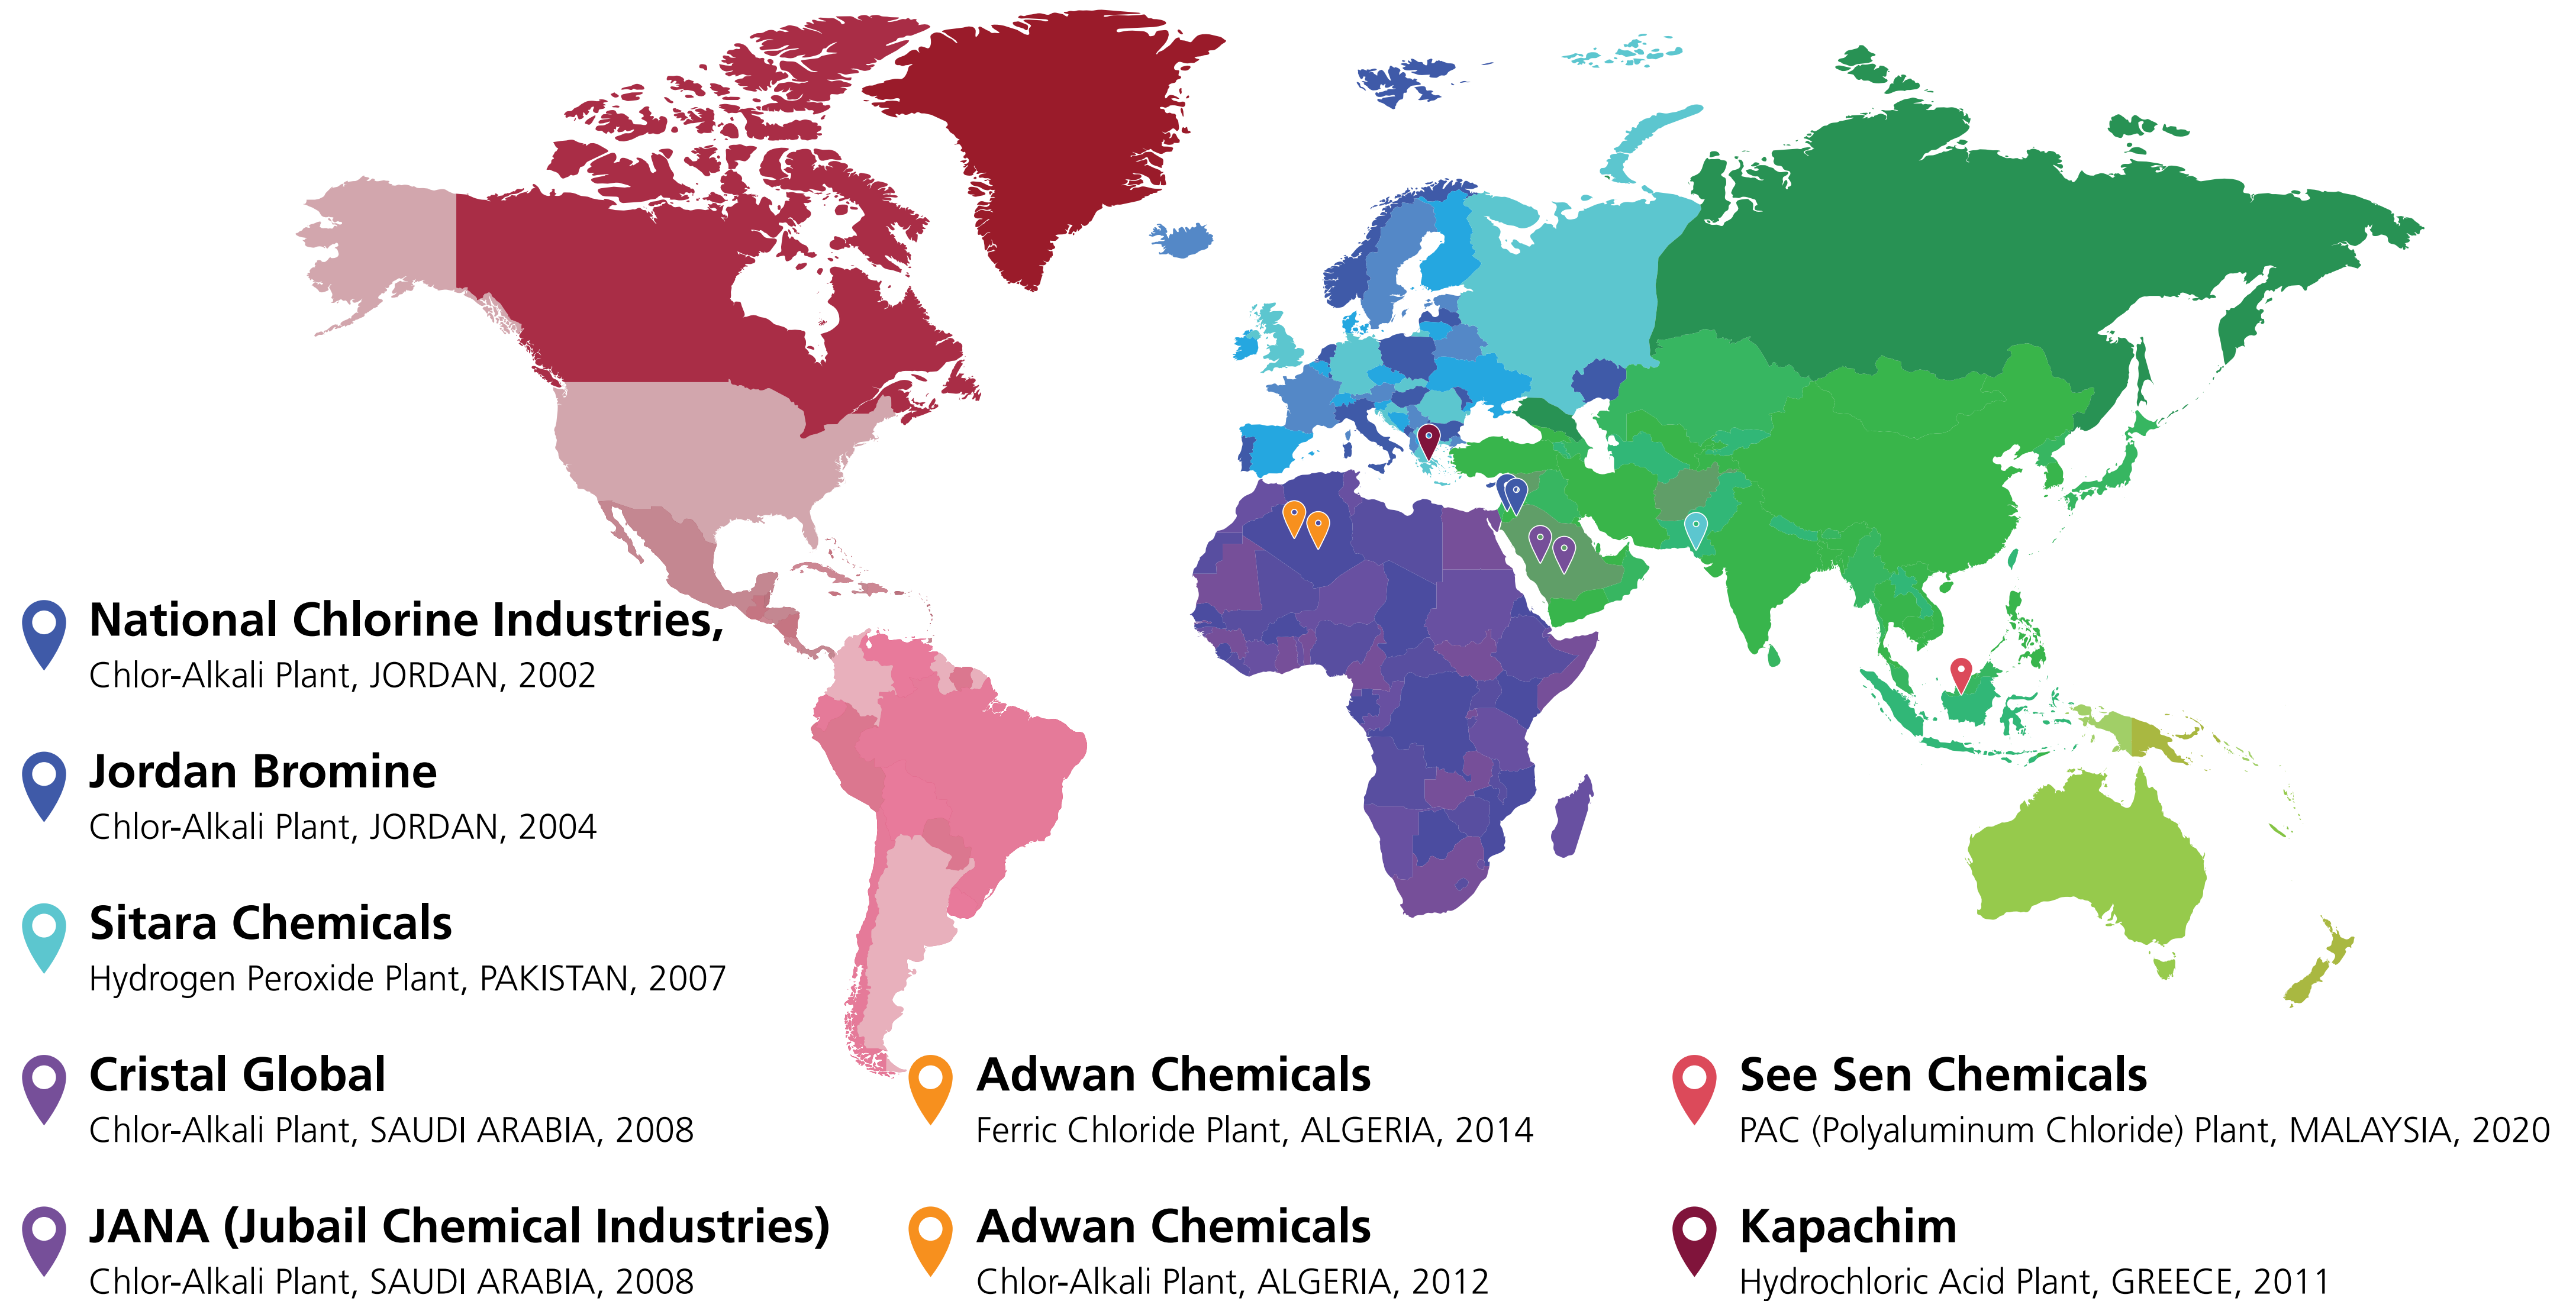 National Chlorine Industries,
Chlor-Alkali Plant, JORDAN, 2002
Jordan Bromine
Chlor-Alkali Plant, JORDAN, 2004
Sitara Chemicals
Hydrogen Peroxide Plant, PAKISTAN, 2007
Cristal Global
Chlor-Alkali Plant, SAUDI ARABIA, 2008
JANA (Jubail Chemical Industries)
Chlor-Alkali Plant, SAUDI ARABIA, 2008
Adwan Chemicals
Ferric Chloride Plant, ALGERIA, 2014
Adwan Chemicals
Chlor-Alkali Plant, ALGERIA, 2012
See Sen Chemicals
PAC (Polyaluminum Chloride) Plant, MALAYSIA, 2020
Kapachim
Hydrochloric Acid Plant, GREECE, 2011